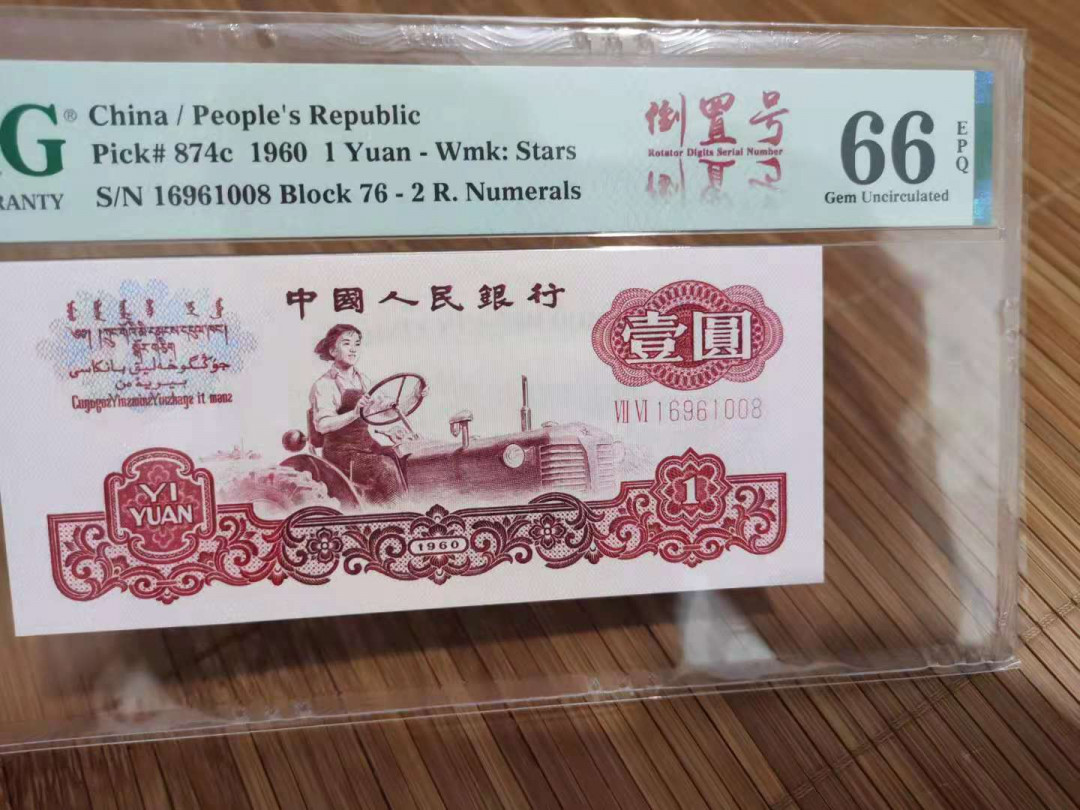 G®
RANTY
China / People's Republic
Pick# 874c 1960 1 Yuan - Wmk: Stars
S/N 16961008 Block 76 - 2 R. Numerals
倒置号
Rotator Digits Serial Number
66
EPQ
Gem Uncirculated
中國人民銀行
壹圓
VII VI 16961008
YI
YUAN
1960
1